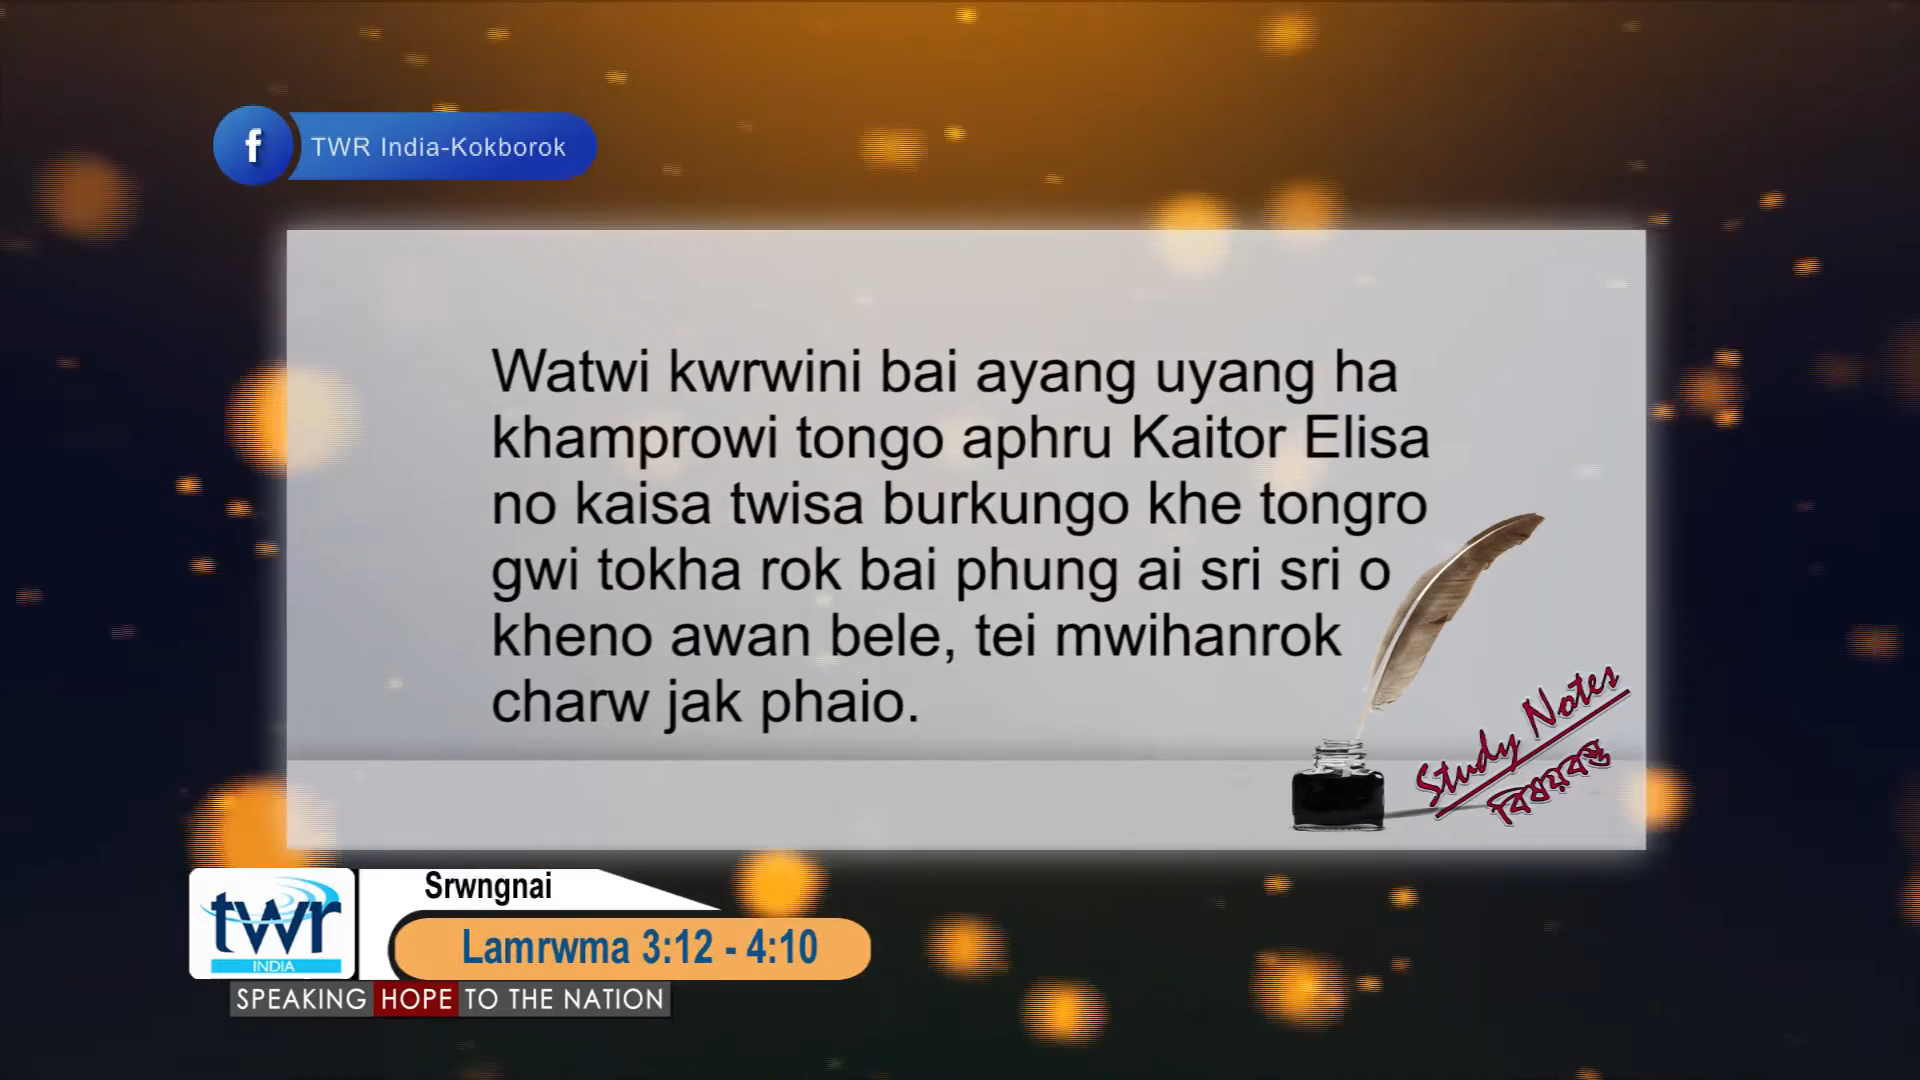 f TWR India-Kokborok
Watwi kwrwini bai ayang uyang ha
khamprowi tongo aphru Kaitor Elisa
no kaisa twisa burkungo khe tongro
gwi tokha rok bai phung ai sri sri o
kheno awan bele, tei mwihanrok
charw jak phaio.
Study Notes
বিষয়বস্তু
twr
INDIA
Srwngnai
Lamrwma 3:12 - 4:10
SPEAKING HOPE TO THE NATION